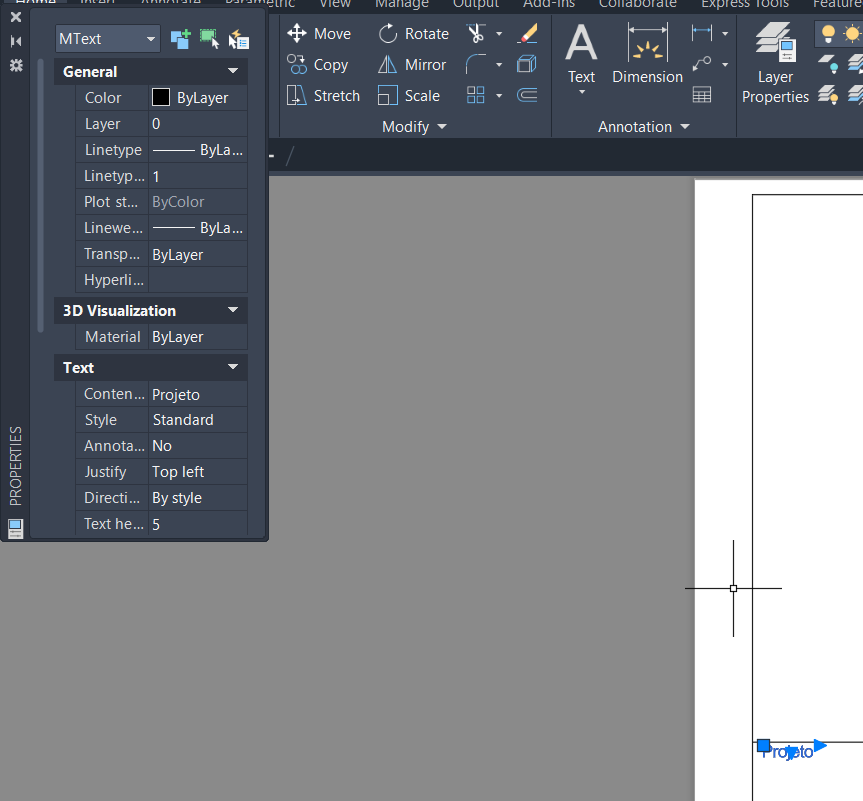 Home Insert Annotate Parametric View Manage Output Add-ins Collaborate Express Tools Feature
MText
General
Color ByLayer
Layer 0
Linetype ByLa...
Linetyp... 1
Plot st... ByColor
Linewe... ByLa...
Transp... ByLayer
Hyperli...
3D Visualization
Material ByLayer
Text
Conten... Projeto
Style Standard
Annota... No
Justify Top left
Directi... By style
Text he... 5
PROPERTIES
Move Rotate
Copy Mirror
Stretch Scale
Modify
Text Dimension
Annotation
Layer
Properties
Projeto